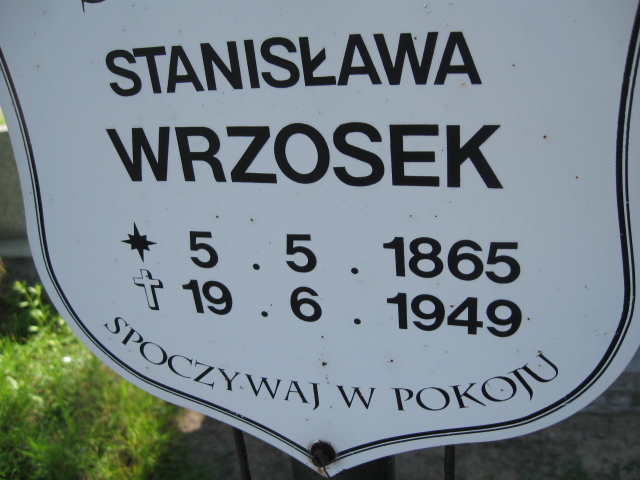 STANISŁAWA
WRZOSEK
5 . 5 . 1865
19 . 6 . 1949
SPOCZYWAJ W POKOJU